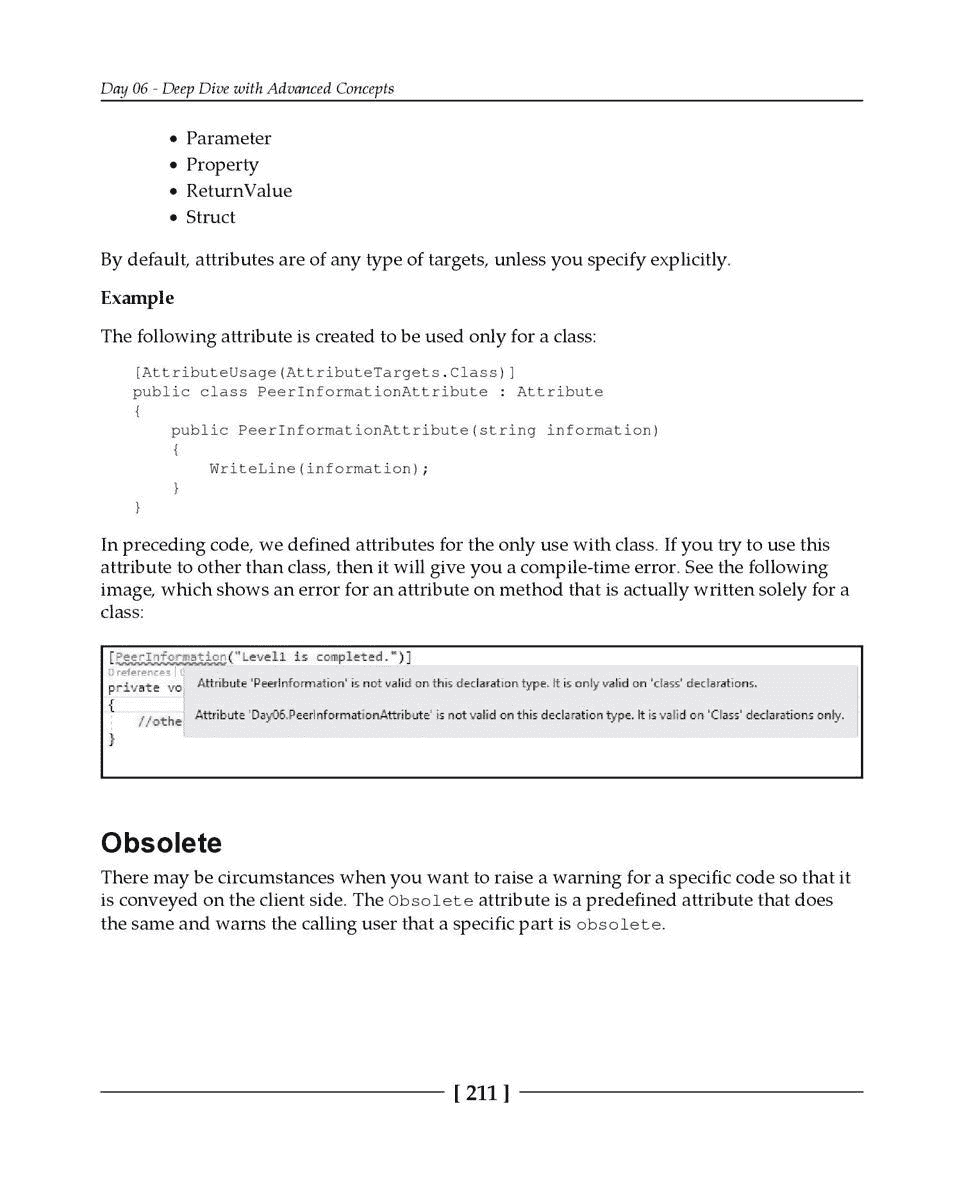 Day 06 - Deep Dive with Advanced Concepts
• Parameter
• Property
• ReturnValue
• Struct
By default, attributes are of any type of targets, unless you specify explicitly.
Example
The following attribute is created to be used only for a class:
[AttributeUsage(AttributeTargets.Class)]
public class PeerInformationAttribute : Attribute
{
public PeerInformationAttribute(string information)
{
WriteLine(information);
}
}
In preceding code, we defined attributes for the only use with class. If you try to use this
attribute to other than class, then it will give you a compile-time error. See the following
image, which shows an error for an attribute on method that is actually written solely for a
class:
[PeerInformation("Level1 is completed.")]
0 references | 0
private vo
Attribute 'PeerInformation' is not valid on this declaration type. It is only valid on 'class' declarations.
{
//othe
Attribute 'Day06.PeerInformationAttribute' is not valid on this declaration type. It is valid on 'Class' declarations only.
}
Obsolete
There may be circumstances when you want to raise a warning for a specific code so that it
is conveyed on the client side. The Obsolete attribute is a predefined attribute that does
the same and warns the calling user that a specific part is obsolete.
[ 211 ]